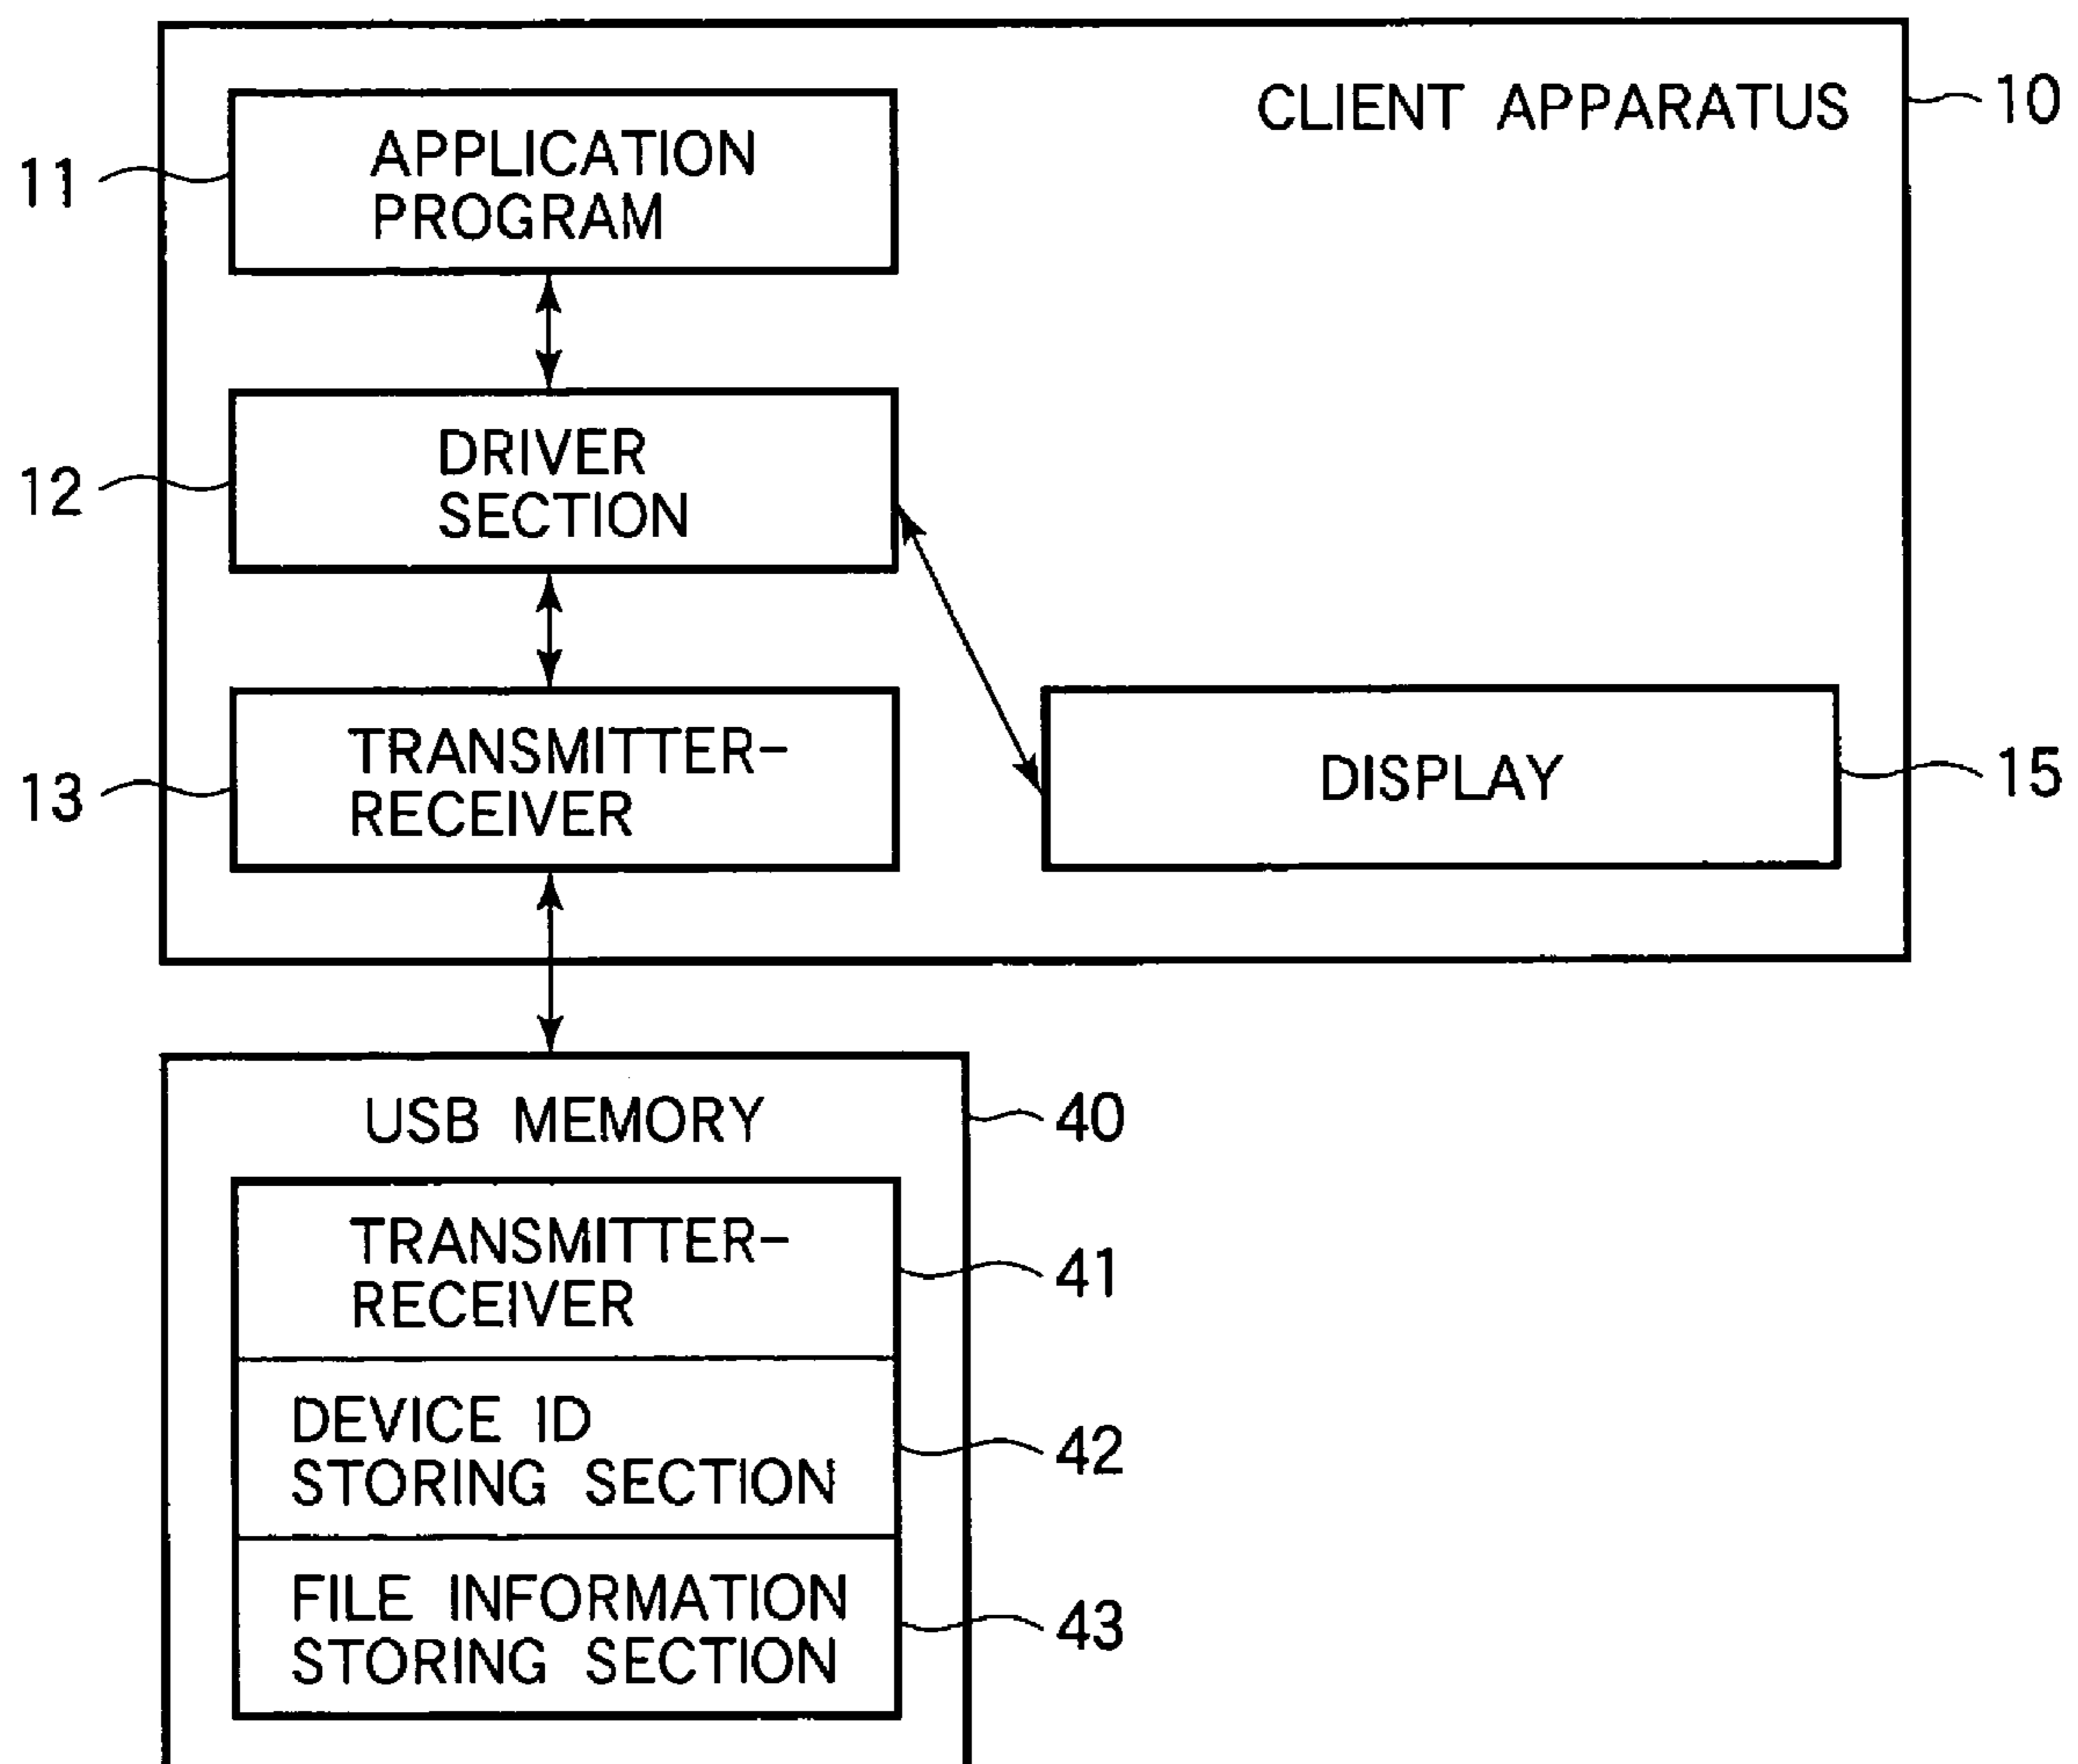 CLIENT APPARATUS
10
APPLICATION
PROGRAM
11
DRIVER
SECTION
12
TRANSMITTER-
RECEIVER
13
DISPLAY
15
USB MEMORY
40
TRANSMITTER-
RECEIVER
41
DEVICE ID
STORING SECTION
42
FILE INFORMATION
STORING SECTION
43